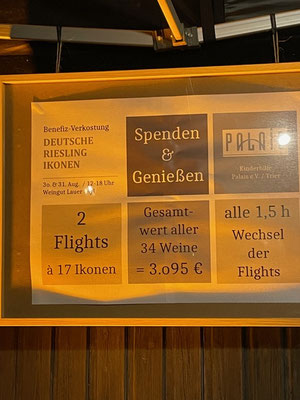 Benefiz-Verkostung
DEUTSCHE
RIESLING
IKONEN
30. & 31. Aug. / 12-18 Uhr
Weingut Lauer
Spenden
&
Genießen
PALAIS
Kinderhilfe
Palais e.V. / Trier
2
Flights
à 17 Ikonen
Gesamt-
wert aller
34 Weine
= 3.095 €
alle 1,5 h
Wechsel
der
Flights